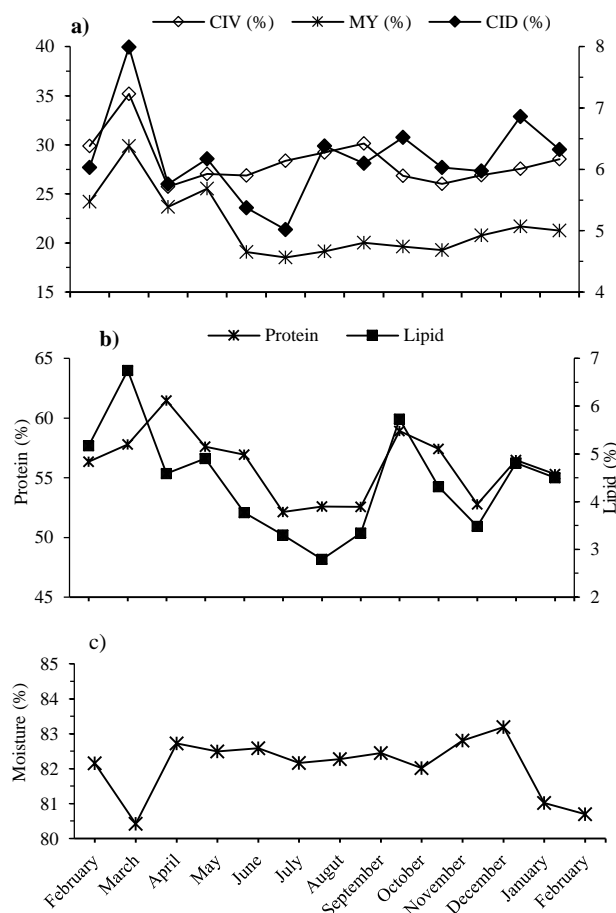 a) CIV (%) MY (%) CID (%)
40 8
35 7
30
6
25
5
20
15 4
b) Protein Lipid
65 7
60 6
5
55
4
50
3
45 2
Protein (%)
Lipid (%)
c)
85
84
83
82
81
80
Moisture (%)
February
March
April
May
June
July
Augut
September
October
November
December
January
February